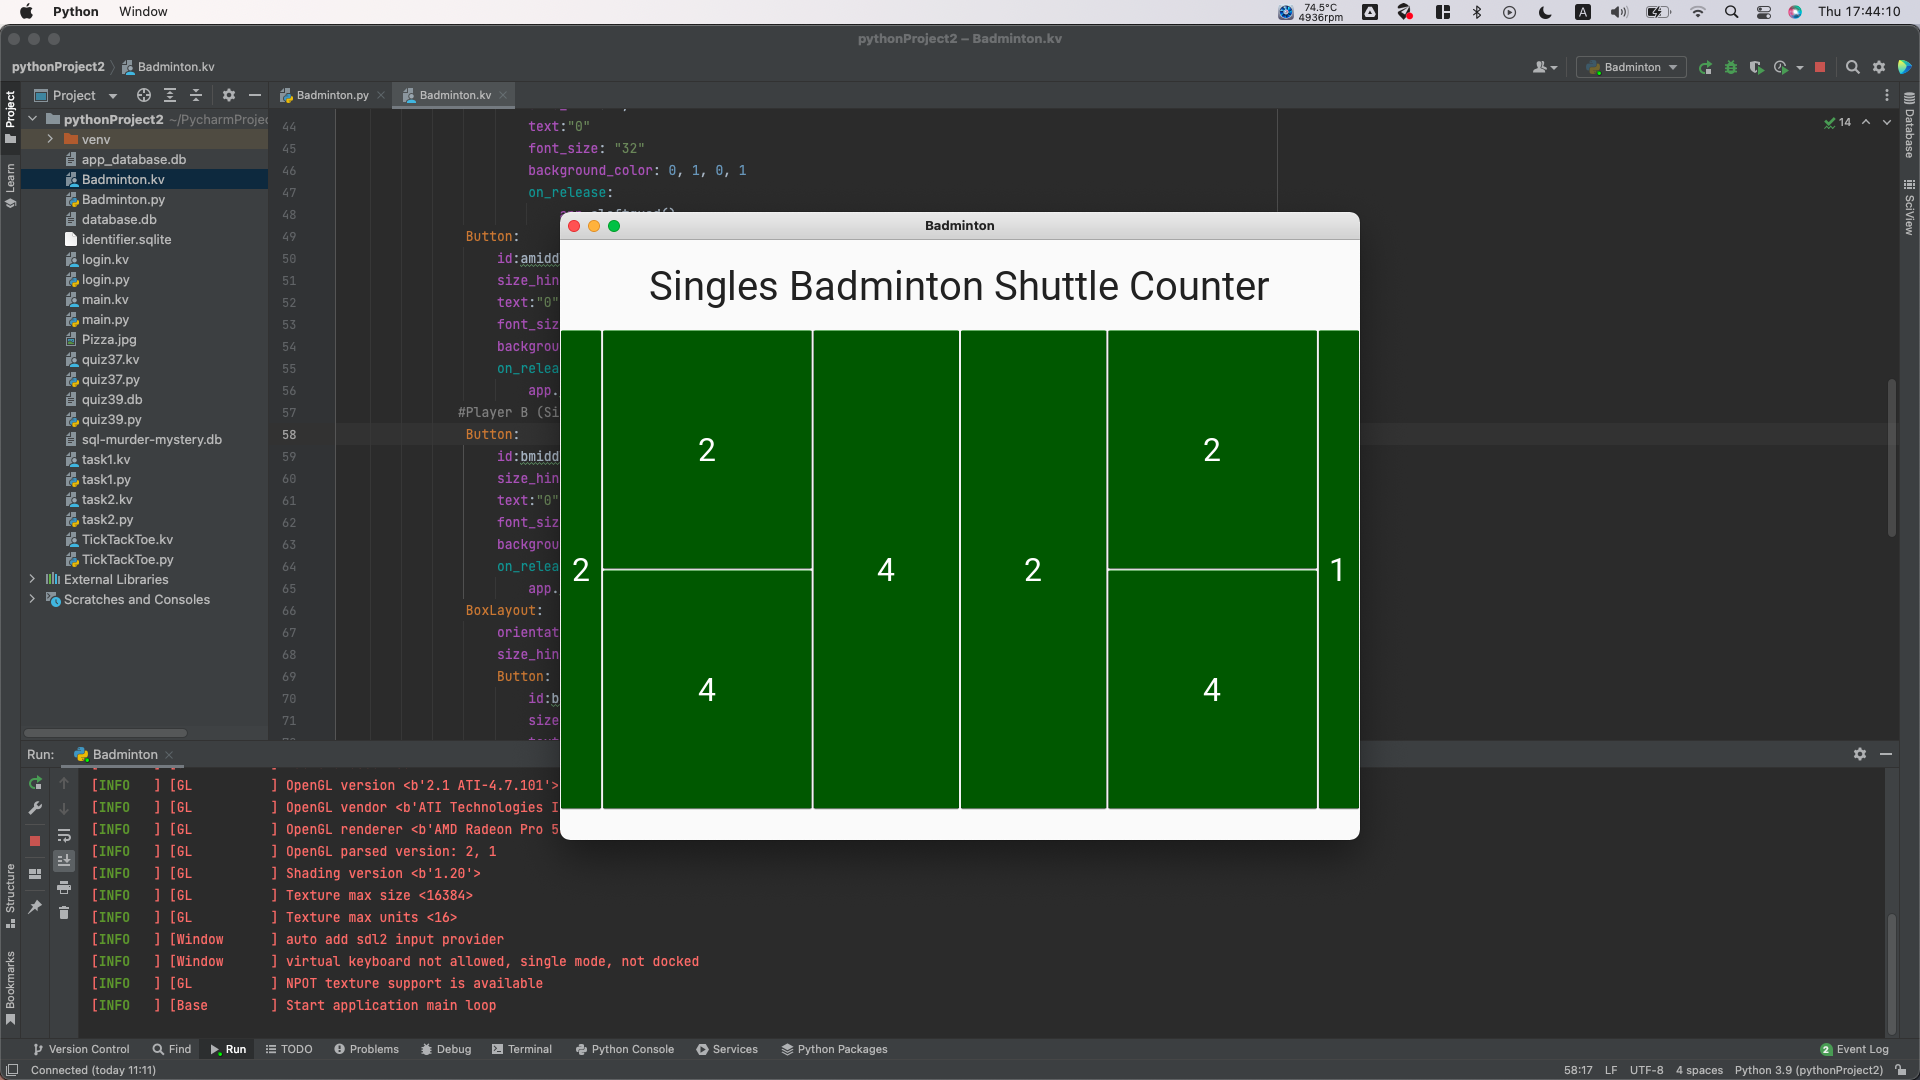 Python Window
74.5°C
4936rpm
A
Thu 17:44:10
pythonProject2 – Badminton.kv
pythonProject2 Badminton.kv
Badminton
Project
Badminton.py
Badminton.kv
Project
Learn
Structure
Bookmarks
Database
SciView
pythonProject2 ~/PycharmProjec
venv
app_database.db
Badminton.kv
Badminton.py
database.db
identifier.sqlite
login.kv
login.py
main.kv
main.py
Pizza.jpg
quiz37.kv
quiz37.py
quiz39.db
quiz39.py
sql-murder-mystery.db
task1.kv
task1.py
task2.kv
task2.py
TickTackToe.kv
TickTackToe.py
External Libraries
Scratches and Consoles
14
44 text:"0"
45 font_size: "32"
46 background_color: 0, 1, 0, 1
47 on_release:
48
49 Button:
50 id:amidd
51 size_hin
52 text:"0"
53 font_siz
54 backgrou
55 on_relea
56 app.
57 #Player B (Si
58 Button:
59 id:bmidd
60 size_hin
61 text:"0"
62 font_siz
63 backgrou
64 on_relea
65 app.
66 BoxLayout:
67 orientat
68 size_hin
69 Button:
70 id:b
71 size
Badminton
Singles Badminton Shuttle Counter
2 2
2 4 2 1
4 4
Run: Badminton
[INFO ] [GL ] OpenGL version <b'2.1 ATI-4.7.101'>
[INFO ] [GL ] OpenGL vendor <b'ATI Technologies I
[INFO ] [GL ] OpenGL renderer <b'AMD Radeon Pro 5
[INFO ] [GL ] OpenGL parsed version: 2, 1
[INFO ] [GL ] Shading version <b'1.20'>
[INFO ] [GL ] Texture max size <16384>
[INFO ] [GL ] Texture max units <16>
[INFO ] [Window ] auto add sdl2 input provider
[INFO ] [Window ] virtual keyboard not allowed, single mode, not docked
[INFO ] [GL ] NPOT texture support is available
[INFO ] [Base ] Start application main loop
Version Control Find Run TODO Problems Debug Terminal Python Console Services Python Packages
2 Event Log
Connected (today 11:11)
58:17 LF UTF-8 4 spaces Python 3.9 (pythonProject2)